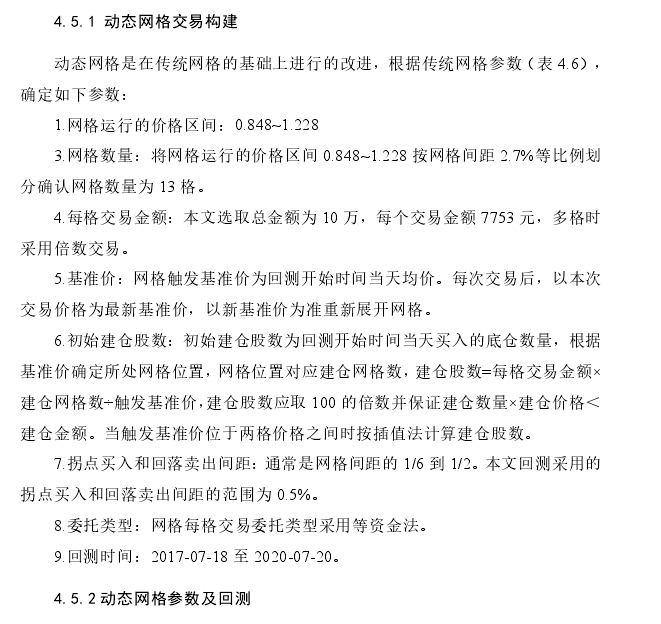 4.5.1 动态网格交易构建
动态网格是在传统网格的基础上进行的改进，根据传统网格参数（表 4.6），
确定如下参数：
1.网格运行的价格区间：0.848~1.228
3.网格数量：将网格运行的价格区间 0.848~1.228 按网格间距 2.7%等比例划
分确认网格数量为 13 格。
4.每格交易金额：本文选取总金额为 10 万，每个交易金额 7753 元，多格时
采用倍数交易。
5.基准价：网格触发基准价为回测开始时间当天均价。每次交易后，以本次
交易价格为最新基准价，以新基准价为准重新展开网格。
6.初始建仓股数：初始建仓股数为回测开始时间当天买入的底仓数量，根据
基准价确定所处网格位置，网格位置对应建仓网格数，建仓股数=每格交易金额×
建仓网格数÷触发基准价，建仓股数应取 100 的倍数并保证建仓数量×建仓价格＜
建仓金额。当触发基准价位于两格价格之间时按插值法计算建仓股数。
7.拐点买入和回落卖出间距：通常是网格间距的 1/6 到 1/2。本文回测采用的
拐点买入和回落卖出间距的范围为 0.5%。
8.委托类型：网格每格交易委托类型采用等资金法。
9.回测时间：2017-07-18 至 2020-07-20。
4.5.2 动态网格参数及回测